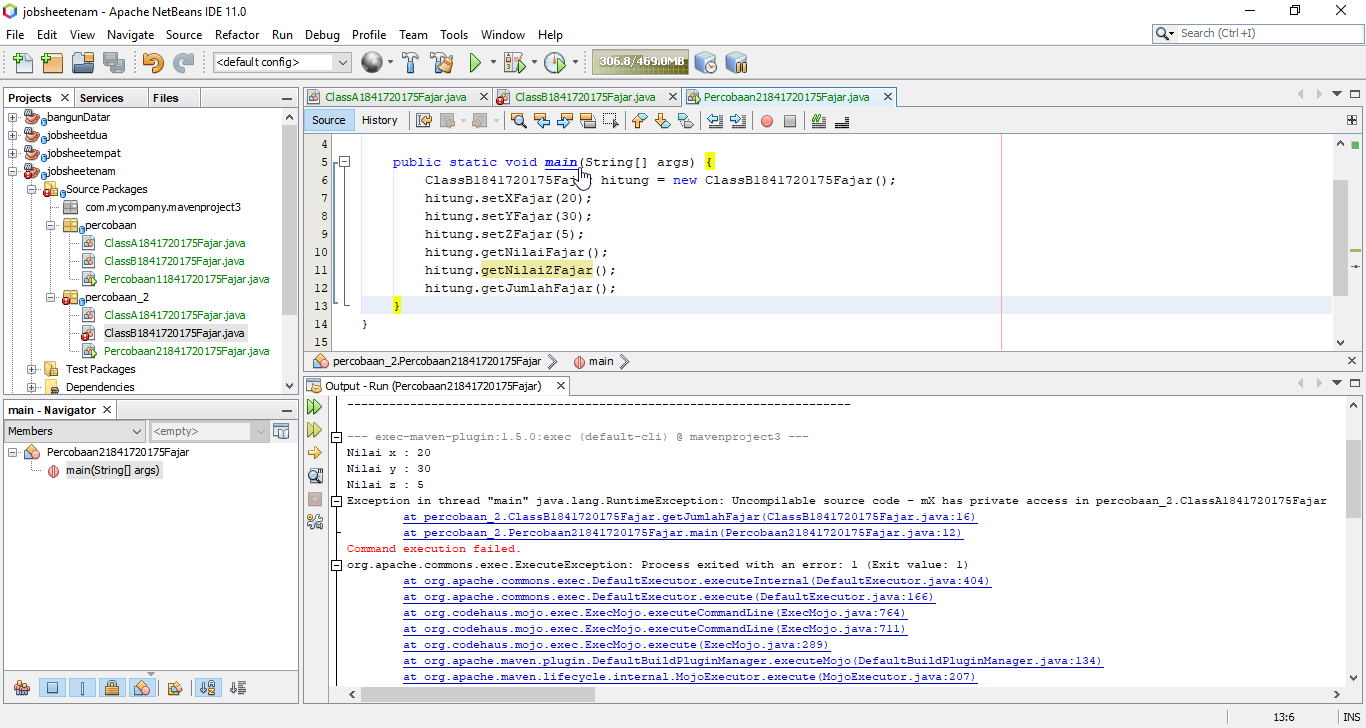 jobsheetenam - Apache NetBeans IDE 11.0
File Edit View Navigate Source Refactor Run Debug Profile Team Tools Window Help
Search (Ctrl+I)
<default config>
306.8/469.0MB
Projects Services Files
bangunDatar
jobsheetdua
jobsheetempat
jobsheetenam
Source Packages
com.mycompany.mavenproject3
percobaan
ClassA1841720175Fajar.java
ClassB1841720175Fajar.java
Percobaan11841720175Fajar.java
percobaan_2
ClassA1841720175Fajar.java
ClassB1841720175Fajar.java
Percobaan21841720175Fajar.java
Test Packages
Dependencies
main - Navigator
Members <empty>
Percobaan21841720175Fajar
main(String[] args)
ClassA1841720175Fajar.java ClassB1841720175Fajar.java Percobaan21841720175Fajar.java
Source History
4
5 public static void main(String[] args) {
6 ClassB1841720175Fajar hitung = new ClassB1841720175Fajar();
7 hitung.setXFajar(20);
8 hitung.setYFajar(30);
9 hitung.setZFajar(5);
10 hitung.getNilaiFajar();
11 hitung.getNilaiZFajar();
12 hitung.getJumlahFajar();
13 }
14 }
15
percobaan_2.Percobaan21841720175Fajar main
Output - Run (Percobaan21841720175Fajar)
------------------------------------------------------------------------
--- exec-maven-plugin:1.5.0:exec (default-cli) @ mavenproject3 ---
Nilai x : 20
Nilai y : 30
Nilai z : 5
Exception in thread "main" java.lang.RuntimeException: Uncompilable source code - mX has private access in percobaan_2.ClassA1841720175Fajar
at percobaan_2.ClassB1841720175Fajar.getJumlahFajar(ClassB1841720175Fajar.java:16)
at percobaan_2.Percobaan21841720175Fajar.main(Percobaan21841720175Fajar.java:12)
Command execution failed.
org.apache.commons.exec.ExecuteException: Process exited with an error: 1 (Exit value: 1)
at org.apache.commons.exec.DefaultExecutor.executeInternal(DefaultExecutor.java:404)
at org.apache.commons.exec.DefaultExecutor.execute(DefaultExecutor.java:166)
at org.codehaus.mojo.exec.ExecMojo.executeCommandLine(ExecMojo.java:764)
at org.codehaus.mojo.exec.ExecMojo.executeCommandLine(ExecMojo.java:711)
at org.codehaus.mojo.exec.ExecMojo.execute(ExecMojo.java:289)
at org.apache.maven.plugin.DefaultBuildPluginManager.executeMojo(DefaultBuildPluginManager.java:134)
at org.apache.maven.lifecycle.internal.MojoExecutor.execute(MojoExecutor.java:207)
13:6 INS